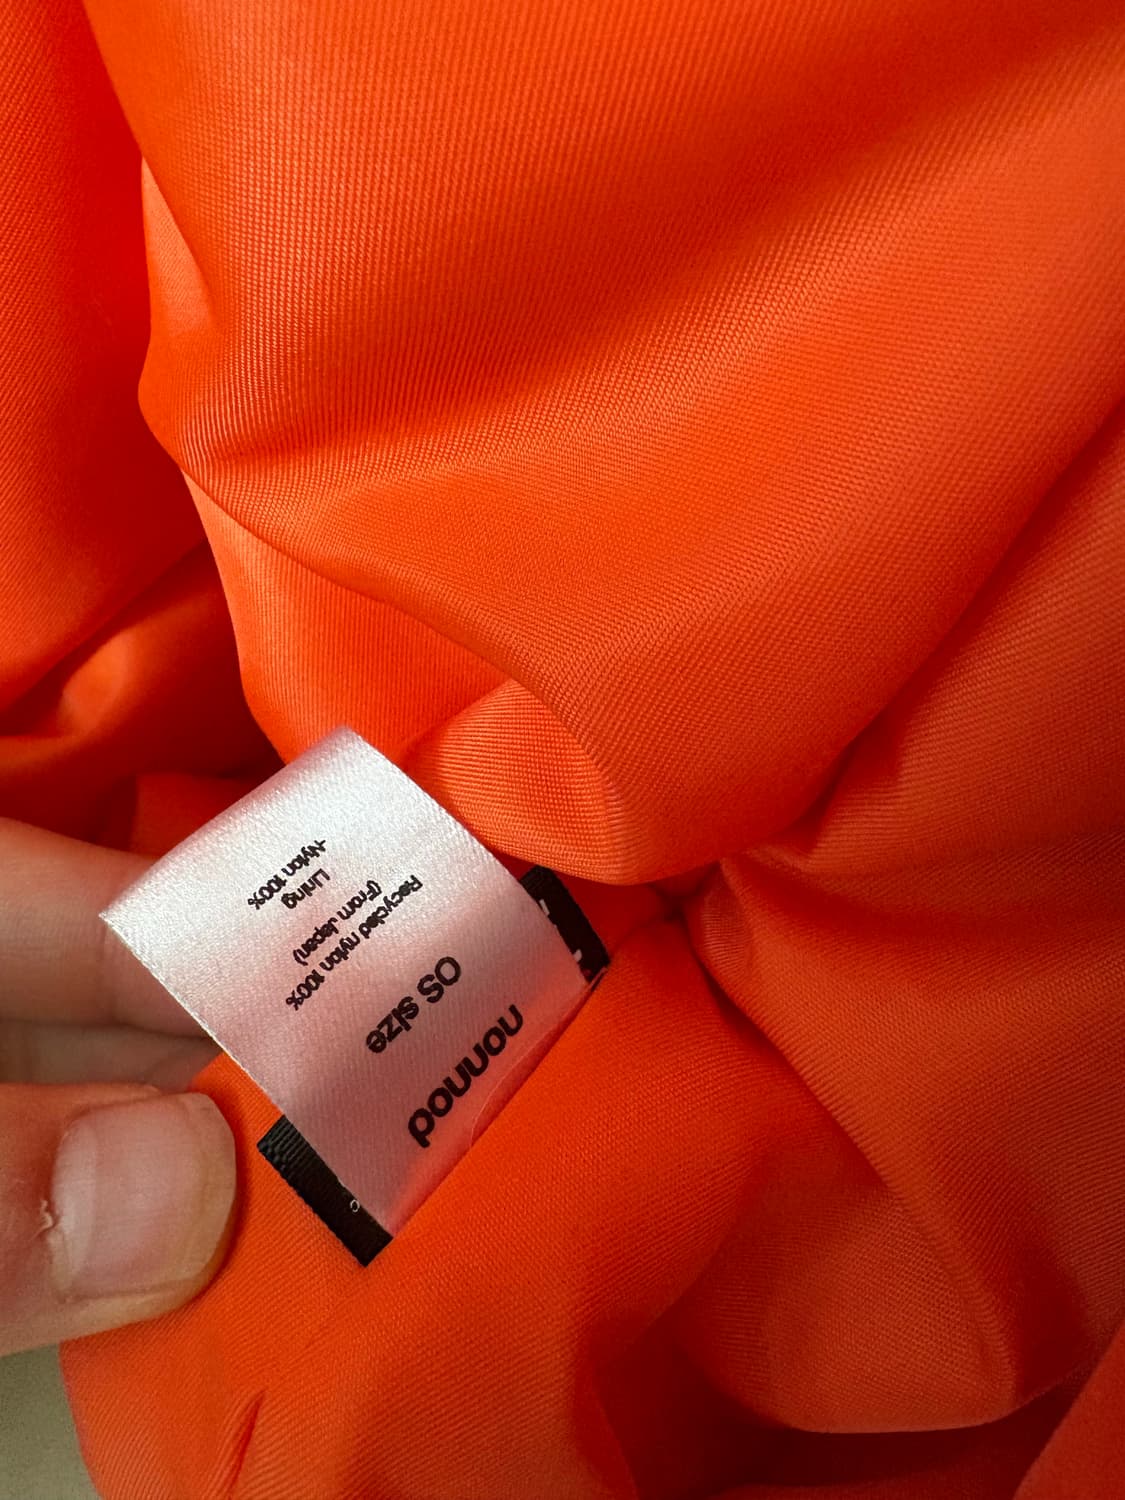 nonnod
OS size
Recycled nylon 100%
(From Japan)
Lining
-Nylon 100%